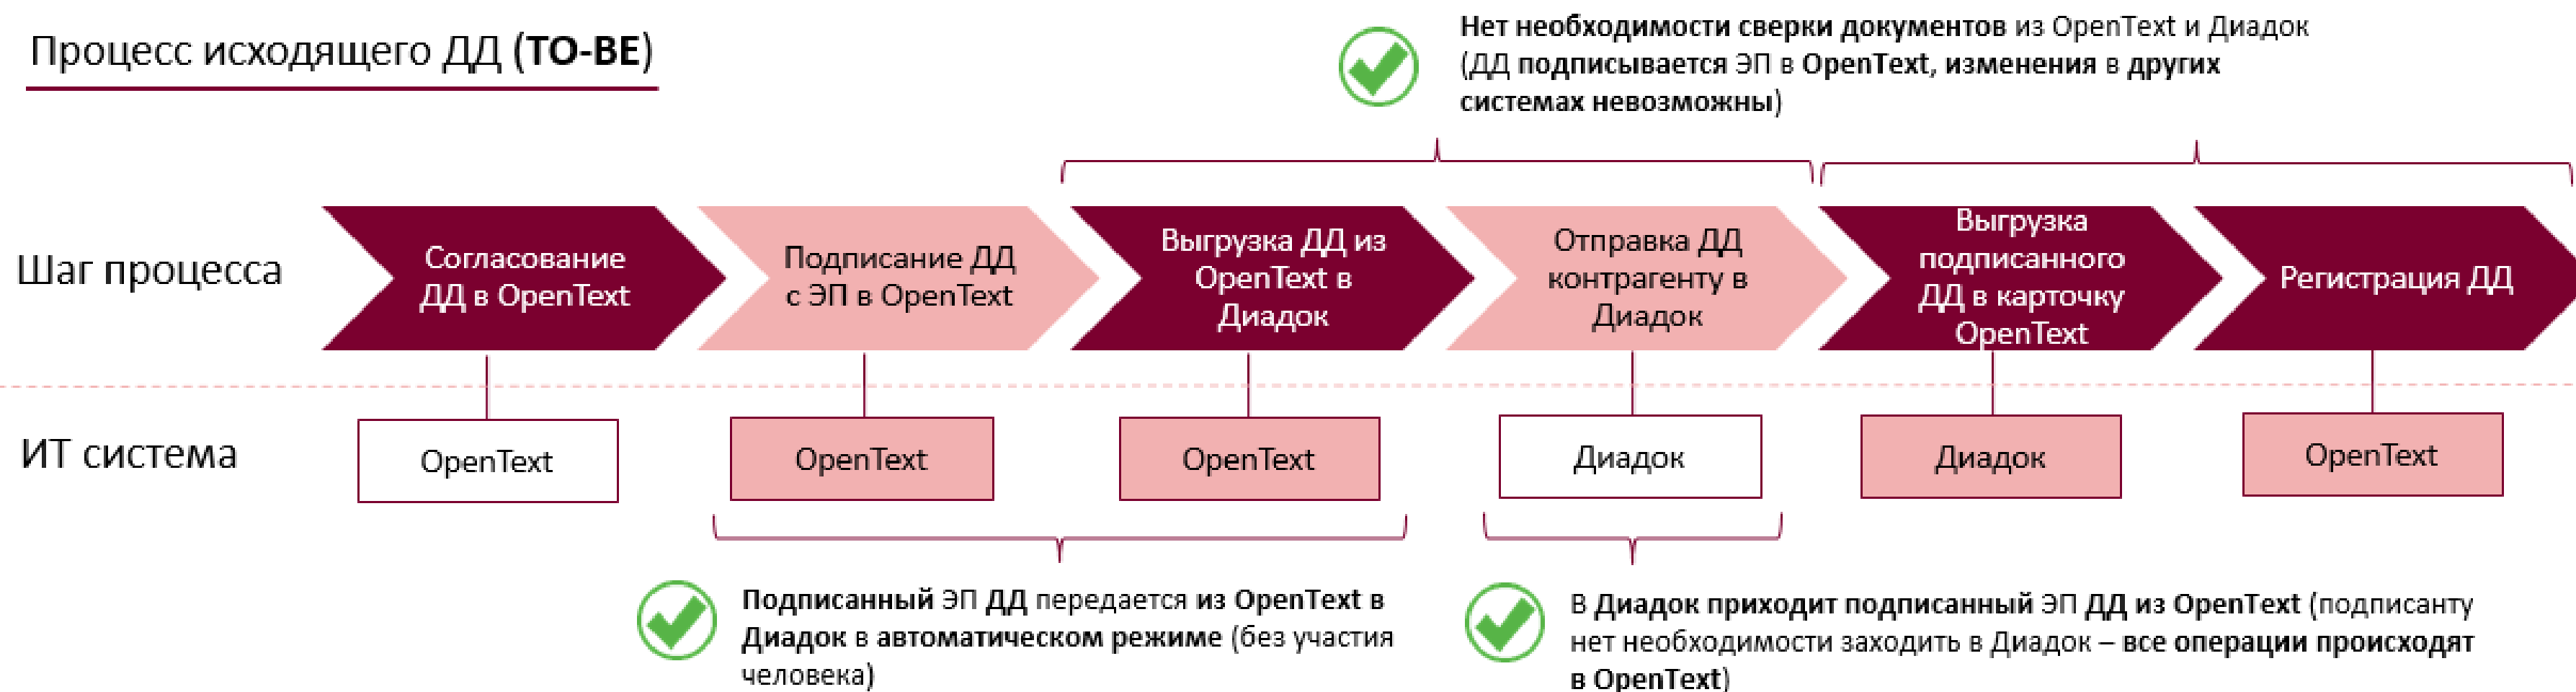 Процесс исходящего ДД (TO-BE)
Нет необходимости сверки документов из OpenText и Диадок
(ДД подписывается ЭП в OpenText, изменения в других
системах невозможны)
Шаг процесса
Согласование
ДД в OpenText
Подписание ДД
с ЭП в OpenText
Выгрузка ДД из
OpenText в
Диадок
Отправка ДД
контрагенту в
Диадок
Выгрузка
подписанного
ДД в карточку
OpenText
Регистрация ДД
ИТ система
OpenText
OpenText
OpenText
Диадок
Диадок
OpenText
Подписанный ЭП ДД передается из OpenText в
Диадок в автоматическом режиме (без участия
человека)
В Диадок приходит подписанный ЭП ДД из OpenText (подписанту
нет необходимости заходить в Диадок – все операции происходят
в OpenText)